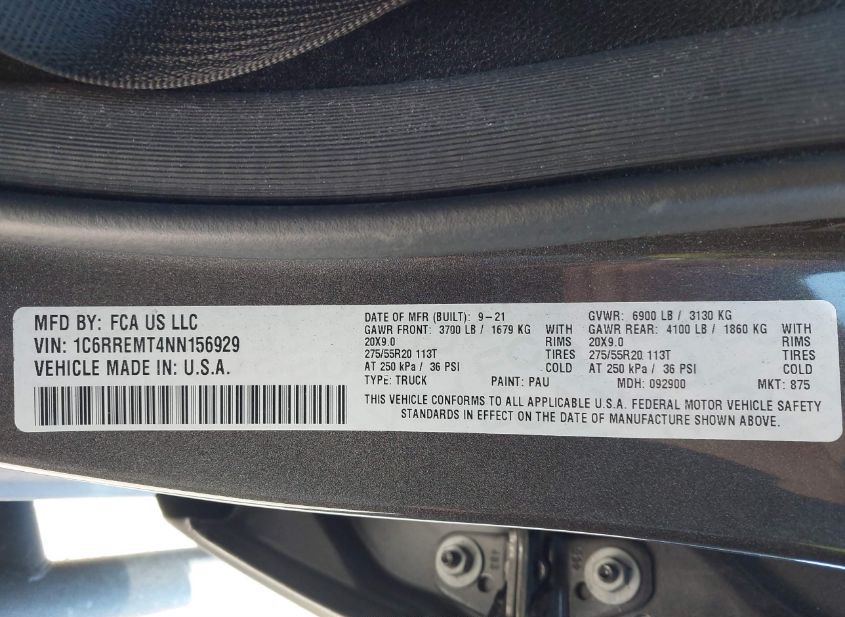 MFD BY: FCA US LLC
VIN: 1C6RREMT4NN156929
VEHICLE MADE IN: U.S.A.
DATE OF MFR (BUILT): 9-21 GVWR: 6900 LB / 3130 KG
GAWR FRONT: 3700 LB / 1679 KG GAWR REAR: 4100 LB / 1860 KG
20X9.0 RIMS 20X9.0 RIMS
275/55R20 113T TIRES 275/55R20 113T TIRES
AT 250 kPa / 36 PSI COLD AT 250 kPa / 36 PSI COLD
TYPE: TRUCK PAINT: PAU MDH: 092900 MKT: 875
THIS VEHICLE CONFORMS TO ALL APPLICABLE U.S.A. FEDERAL MOTOR VEHICLE SAFETY
STANDARDS IN EFFECT ON THE DATE OF MANUFACTURE SHOWN ABOVE.